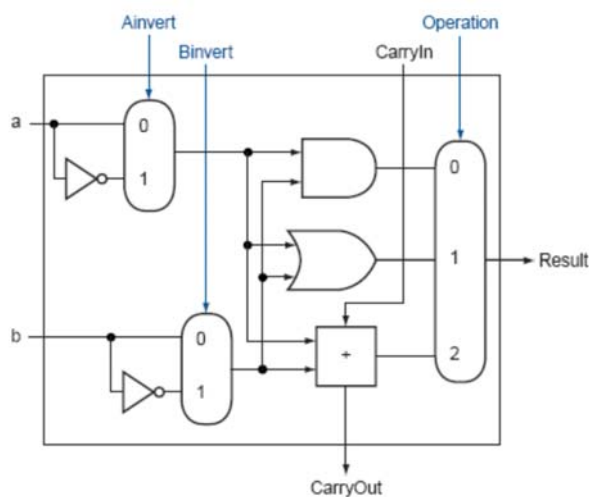 Ainvert
Operation
Binvert
CarryIn
a
0
1
0
1
Result
b
0
+
2
1
CarryOut